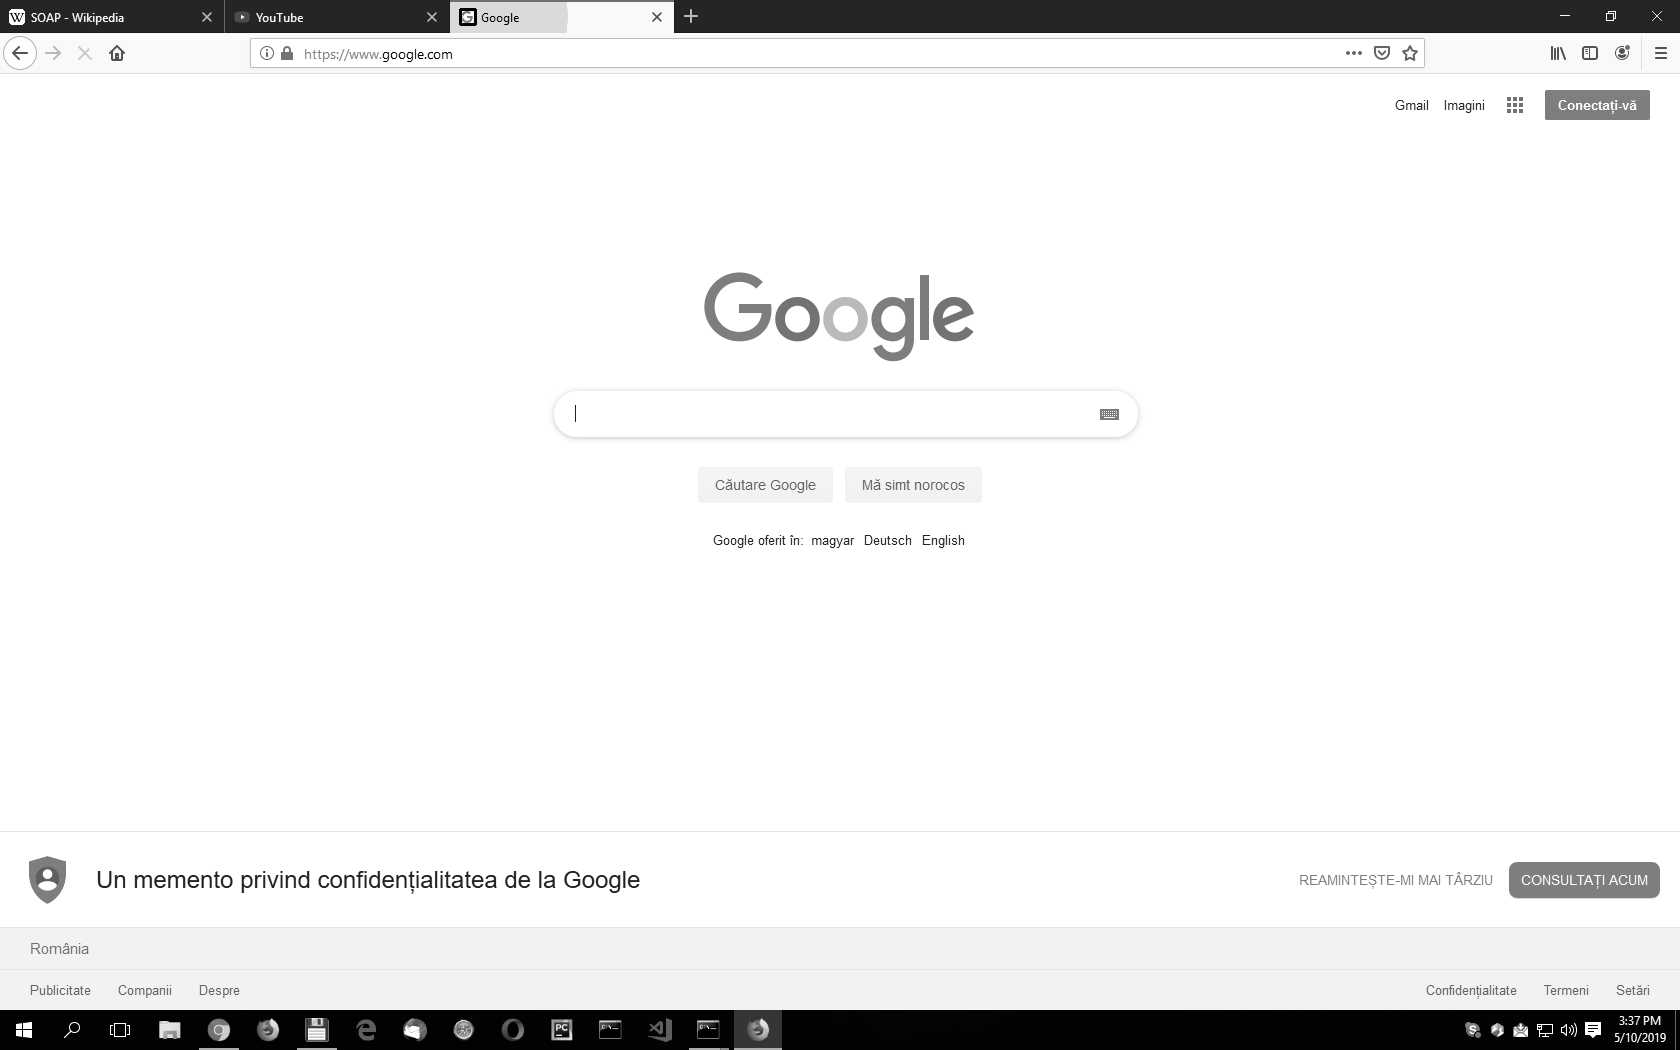 SOAP - Wikipedia
YouTube
Google
https://www.google.com
Gmail Imagini Conectați-vă
Google
Căutare Google Mă simt norocos
Google oferit în: magyar Deutsch English
Un memento privind confidențialitatea de la Google
REAMINTEȘTE-MI MAI TÂRZIU CONSULTAȚI ACUM
România
Publicitate Companii Despre
Confidențialitate Termeni Setări
3:37 PM
5/10/2019